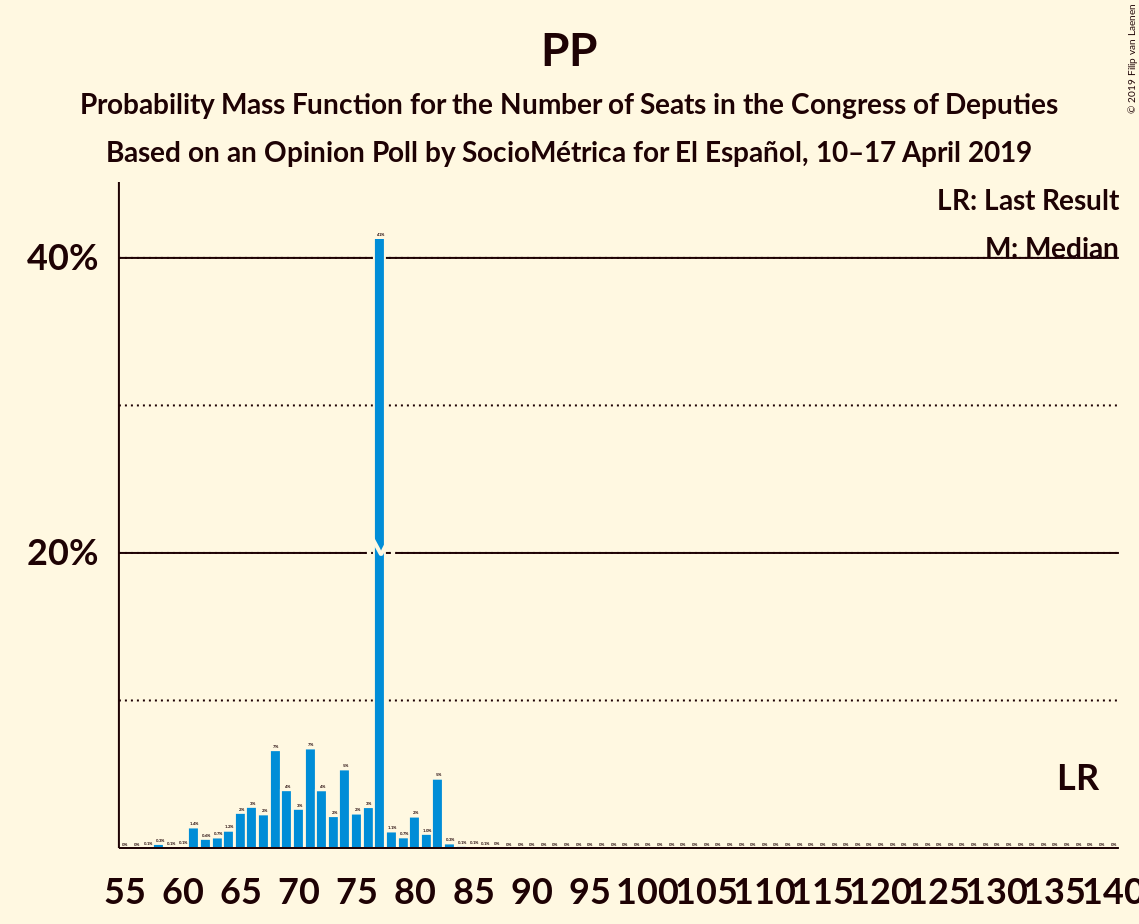 PP
Probability Mass Function for the Number of Seats in the Congress of Deputies
Based on an Opinion Poll by SocioMétrica for El Español, 10–17 April 2019
© 2019 Filip van Laenen
LR: Last Result
M: Median
40%
20%
M
LR
55 60 65 70 75 80 85 90 95 100 105 110 115 120 125 130 135 140